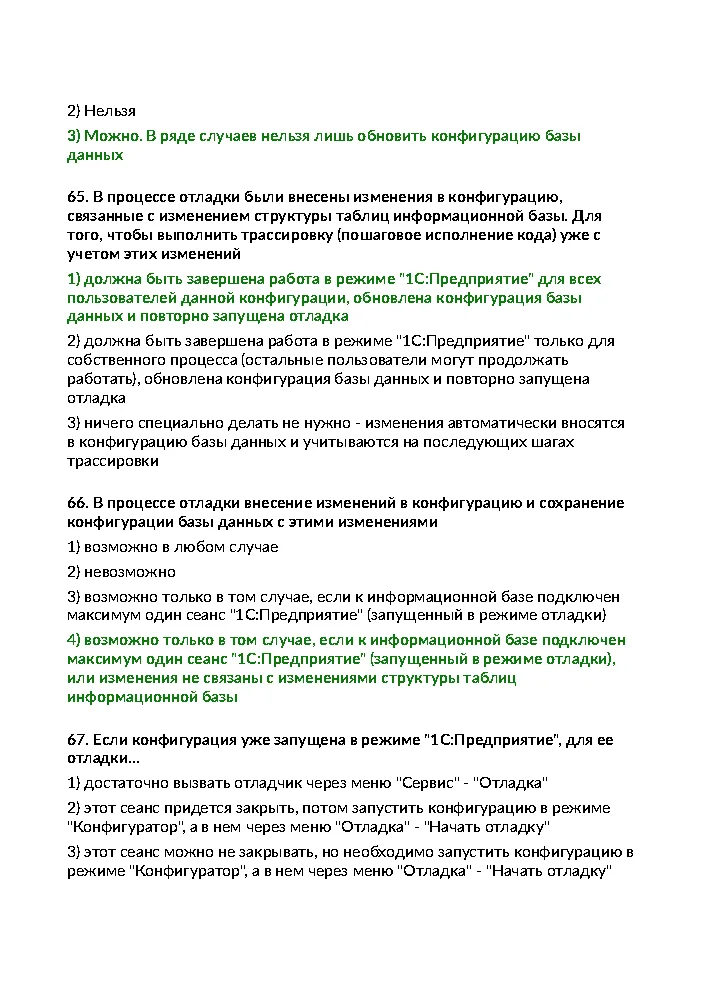 2) Нельзя
3) Можно. В ряде случаев нельзя лишь обновить конфигурацию базы
данных
65. В процессе отладки были внесены изменения в конфигурацию,
связанные с изменением структуры таблиц информационной базы. Для
того, чтобы выполнить трассировку (пошаговое исполнение кода) уже с
учетом этих изменений
1) должна быть завершена работа в режиме "1С:Предприятие" для всех
пользователей данной конфигурации, обновлена конфигурация базы
данных и повторно запущена отладка
2) должна быть завершена работа в режиме "1С:Предприятие" только для
собственного процесса (остальные пользователи могут продолжать
работать), обновлена конфигурация базы данных и повторно запущена
отладка
3) ничего специально делать не нужно - изменения автоматически вносятся
в конфигурацию базы данных и учитываются на последующих шагах
трассировки
66. В процессе отладки внесение изменений в конфигурацию и сохранение
конфигурации базы данных с этими изменениями
1) возможно в любом случае
2) невозможно
3) возможно только в том случае, если к информационной базе подключен
максимум один сеанс "1С:Предприятие" (запущенный в режиме отладки)
4) возможно только в том случае, если к информационной базе подключен
максимум один сеанс "1С:Предприятие" (запущенный в режиме отладки),
или изменения не связаны с изменениями структуры таблиц
информационной базы
67. Если конфигурация уже запущена в режиме "1С:Предприятие", для ее
отладки...
1) достаточно вызвать отладчик через меню "Сервис" - "Отладка"
2) этот сеанс придется закрыть, потом запустить конфигурацию в режиме
"Конфигуратор", а в нем через меню "Отладка" - "Начать отладку"
3) этот сеанс можно не закрывать, но необходимо запустить конфигурацию в
режиме "Конфигуратор", а в нем через меню "Отладка" - "Начать отладку"